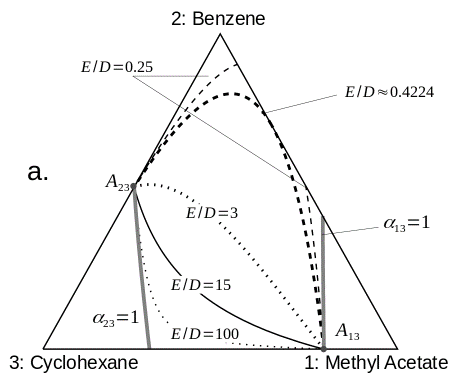 2: Benzene
E/D=0.25
E/D≈0.4224
a.
A₂₃
E/D=3
α₁₃=1
E/D=15
α₂₃=1
E/D=100
A₁₃
3: Cyclohexane
1: Methyl Acetate